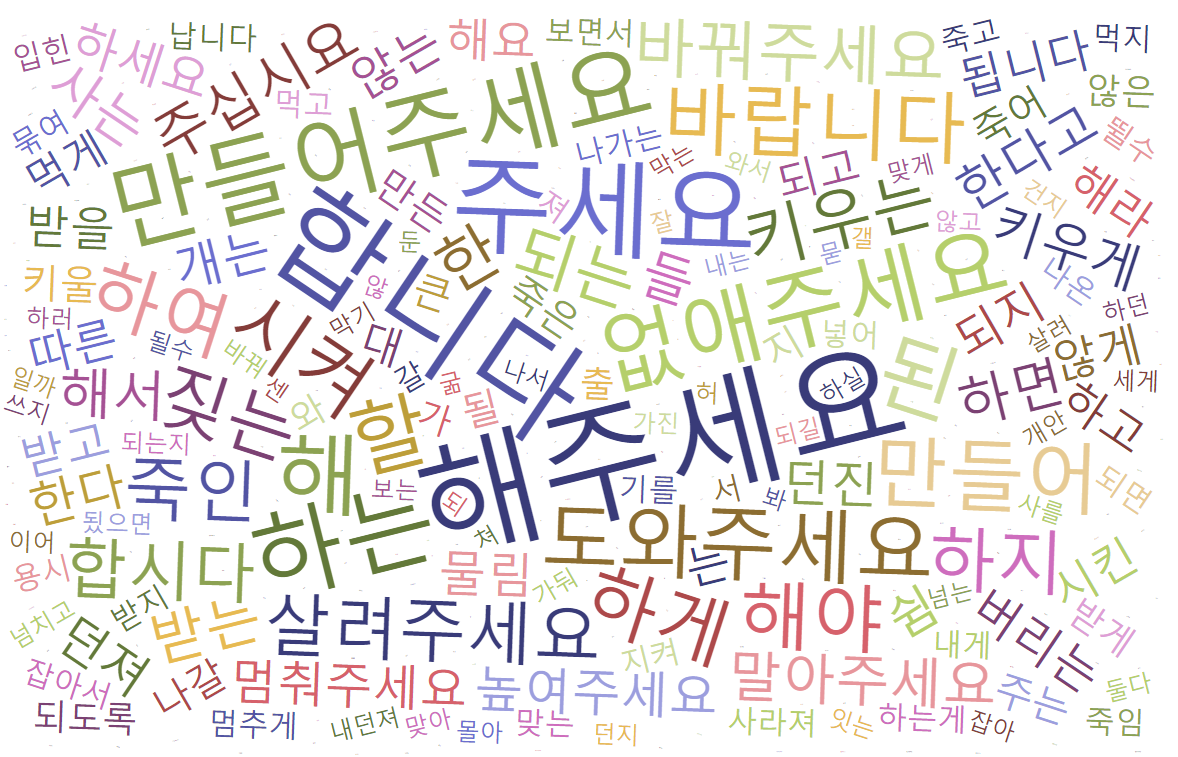 입힌
하세요
납니다
주십시요
않는
해요
보면서
바꿔주세요
죽고
됩니다
먹지
사는
먹고
만들어주세요
바랍니다
않은
묶여
먹게
나가는
막는
와서
되고
맞게
죽어
한다고
뜰수
받을
개는
만든
주세요
져
잘
키우는
않고
건지
해라
키우게
합니다
둔
한
되는
들
내는
묻
갤
나온
키울
하여
않
큰
죽은
없애주세요
되지
하던
하러
따른
될수
바꿔
시켜
막기
대
지
넣어
살려
않게
일까
쓰지
해서
짖는
센
와
갈
나서
굶
출
허
하실
된
하면
세게
하고
받고
되는지
할
가
될
가진
되길
개안
한다
죽인
해
보는
해주세요
되
기를
서
봐
던진
만들어
되면
사를
됬으면
이어
용시
합시다
하는
쳐
도와주세요
는
하지
시킨
물림
가둬
넘치고
던져
받지
받는
살려주세요
하게
해야
쉽
넘는
내게
버리는
받게
잡아서
나갈
멈춰주세요
높여주세요
지켜
말아주세요
주는
둘다
되도록
멈추게
내던져
맞아
몰아
맞는
던지
사라져
잇는
하는게
잡아
죽임